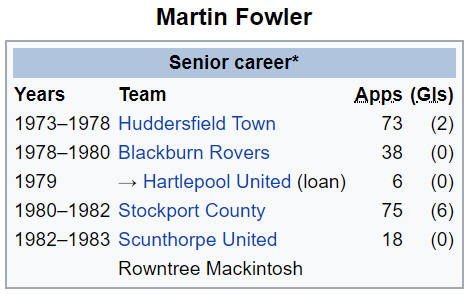 Martin Fowler
Senior career*
Years Team Apps (Gls)
1973–1978 Huddersfield Town 73 (2)
1978–1980 Blackburn Rovers 38 (0)
1979 → Hartlepool United (loan) 6 (0)
1980–1982 Stockport County 75 (6)
1982–1983 Scunthorpe United 18 (0)
Rowntree Mackintosh